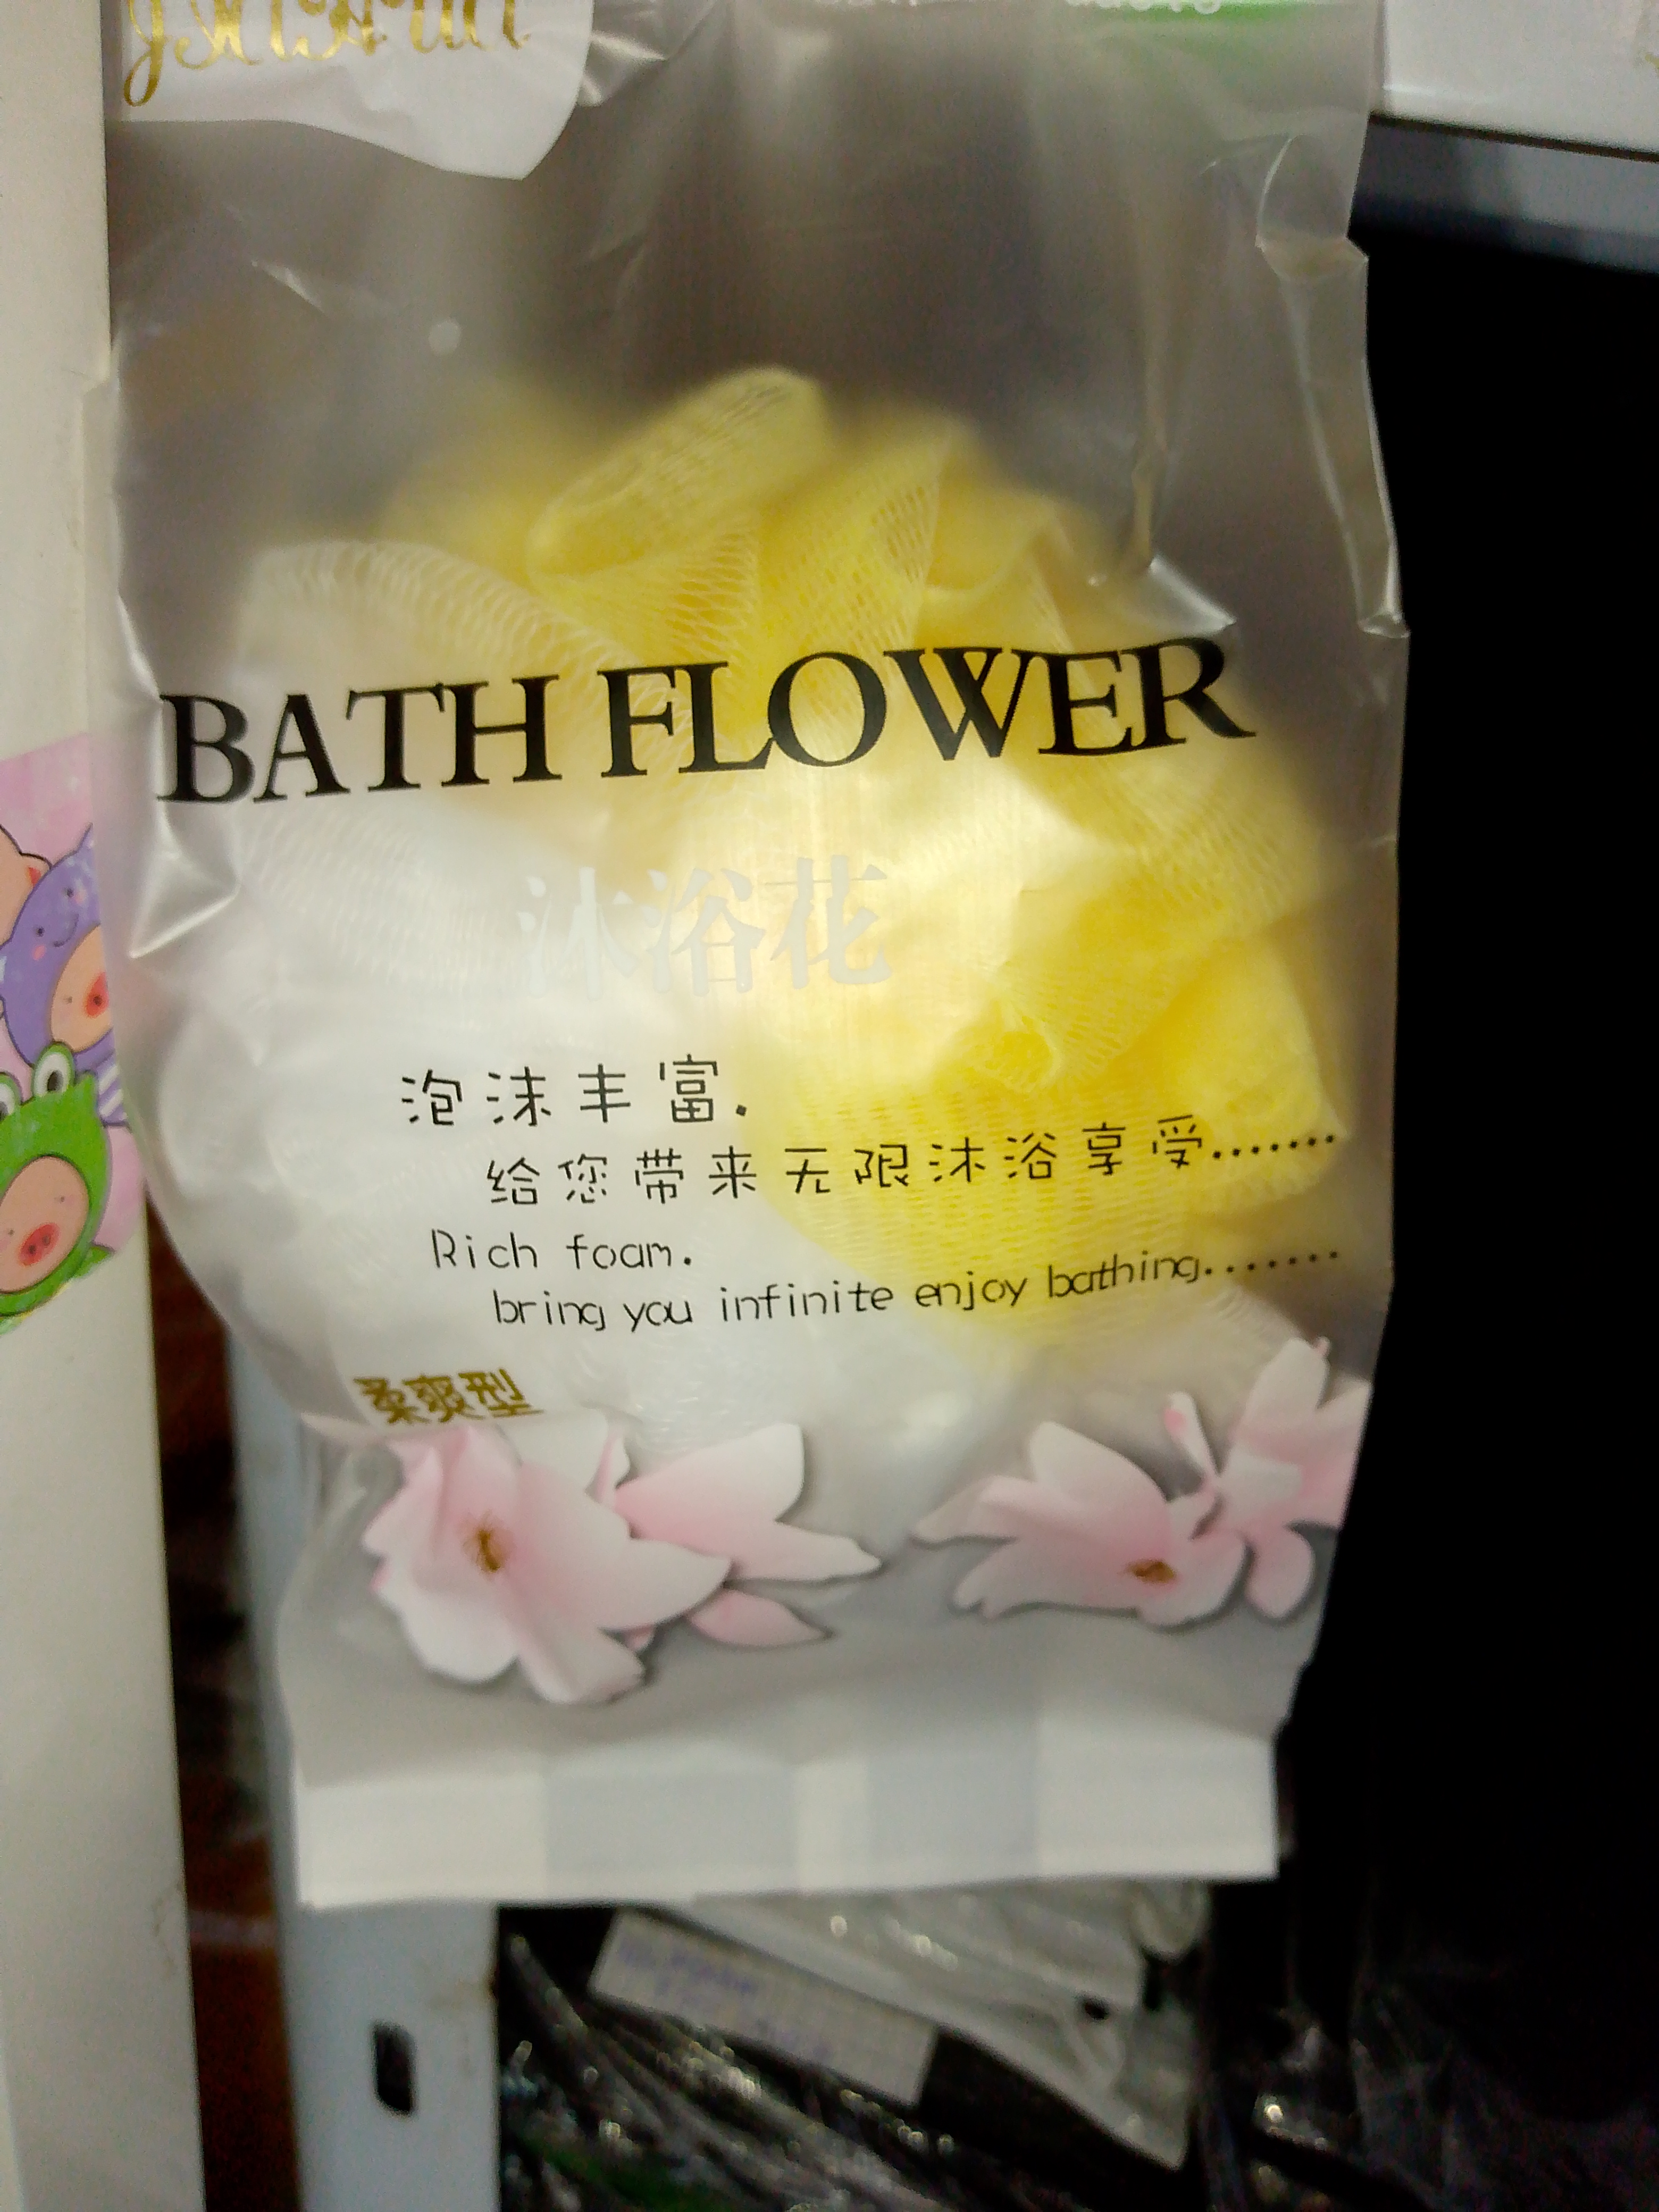 BATH FLOWER
沐浴花
泡沫丰富.
给您带来无限沐浴享受.......
Rich foam.
bring you infinite enjoy bathing.......
柔爽型